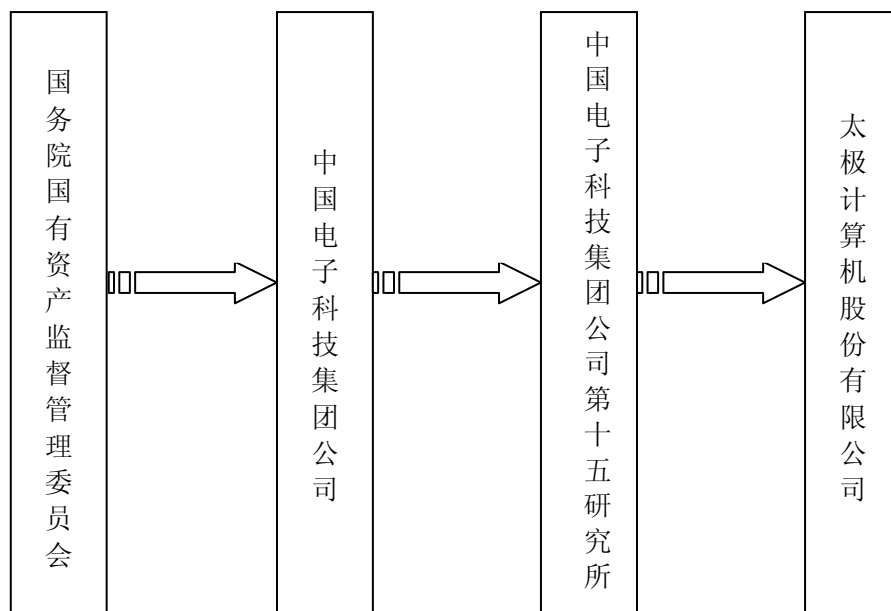 国务院国有资产监督管理委员会
中国电子科技集团公司
中国电子科技集团公司第十五研究所
太极计算机股份有限公司